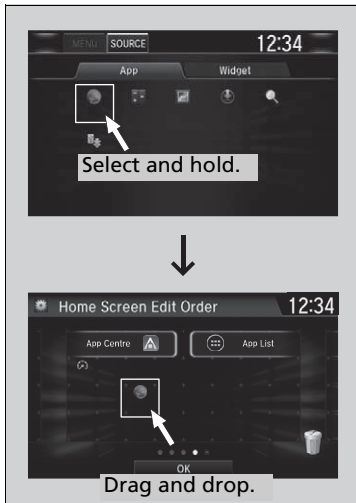 MENU SOURCE 12:34
App Widget
Select and hold.
Home Screen Edit Order 12:34
App Centre App List
OK
Drag and drop.